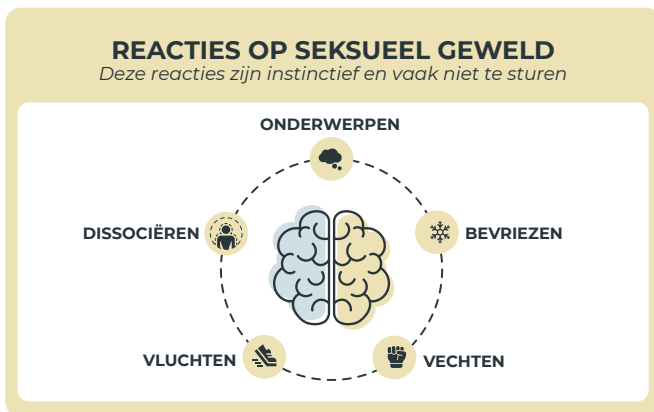 REACTIES OP SEKSUEEL GEWELD
Deze reacties zijn instinctief en vaak niet te sturen
ONDERWERPEN
DISSOCIËREN
BEVRIEZEN
VLUCHTEN
VECHTEN